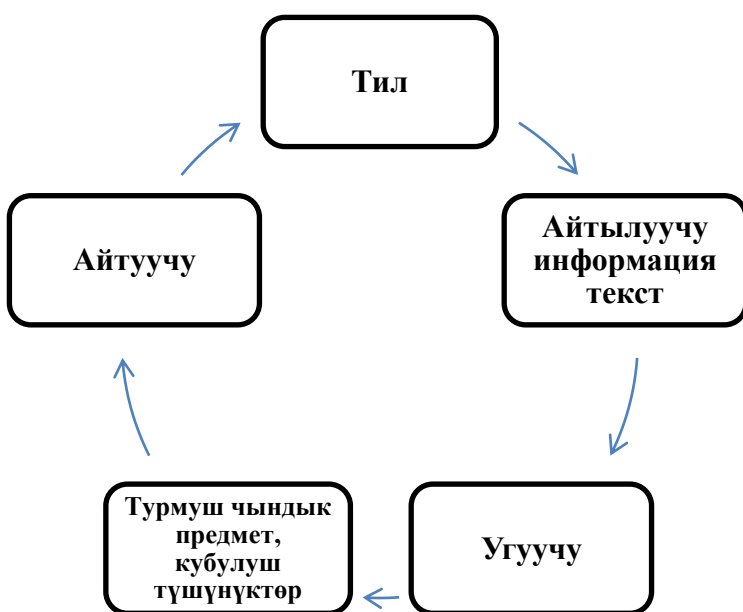 Тил
Айтылуучу
информация
текст
Угуучу
Турмуш чындык
предмет,
кубулуш
түшүнүктөр
Айтуучу